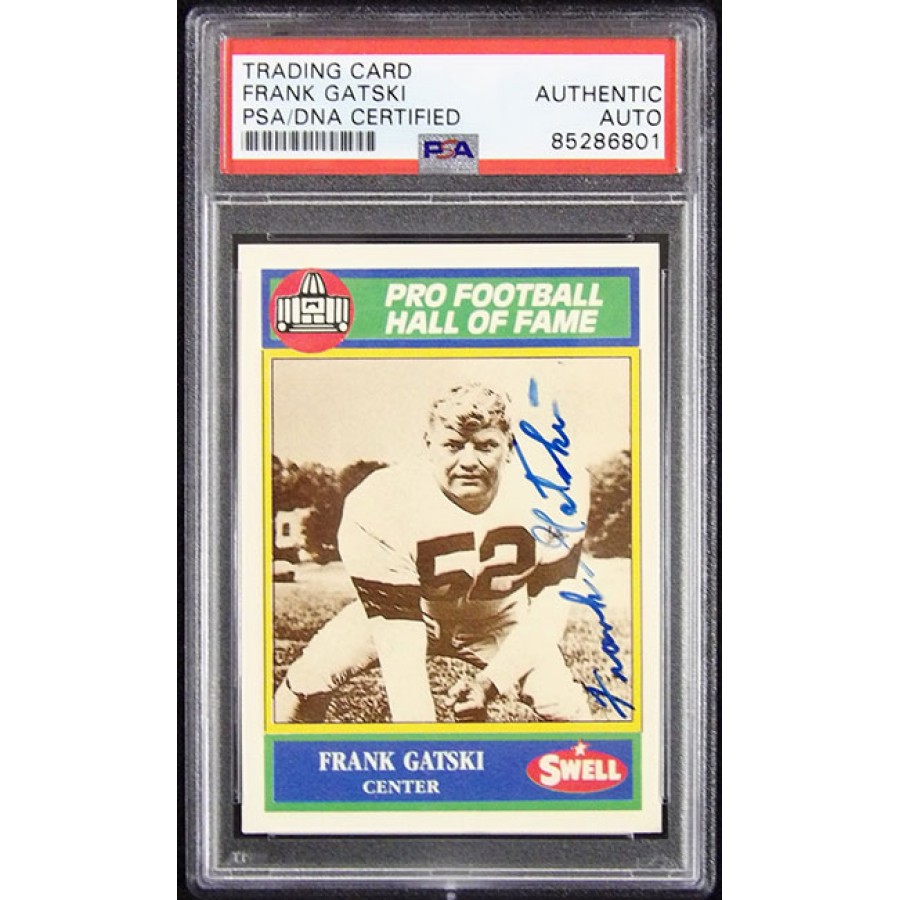 TRADING CARD
FRANK GATSKI
PSA/DNA CERTIFIED
AUTHENTIC
AUTO
85286801
PSA
PRO FOOTBALL
HALL OF FAME
52
Frank Gatski
FRANK GATSKI
CENTER
SWELL